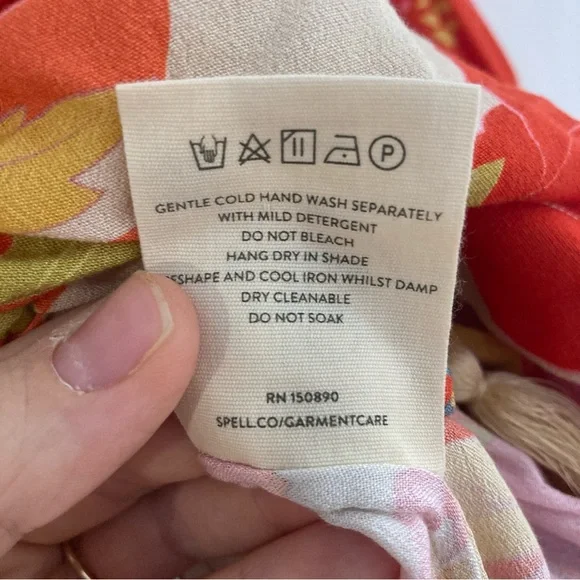 P
GENTLE COLD HAND WASH SEPARATELY
WITH MILD DETERGENT
DO NOT BLEACH
HANG DRY IN SHADE
ESHAPE AND COOL IRON WHILST DAMP
DRY CLEANABLE
DO NOT SOAK
RN 150890
SPELL.CO/GARMENTCARE